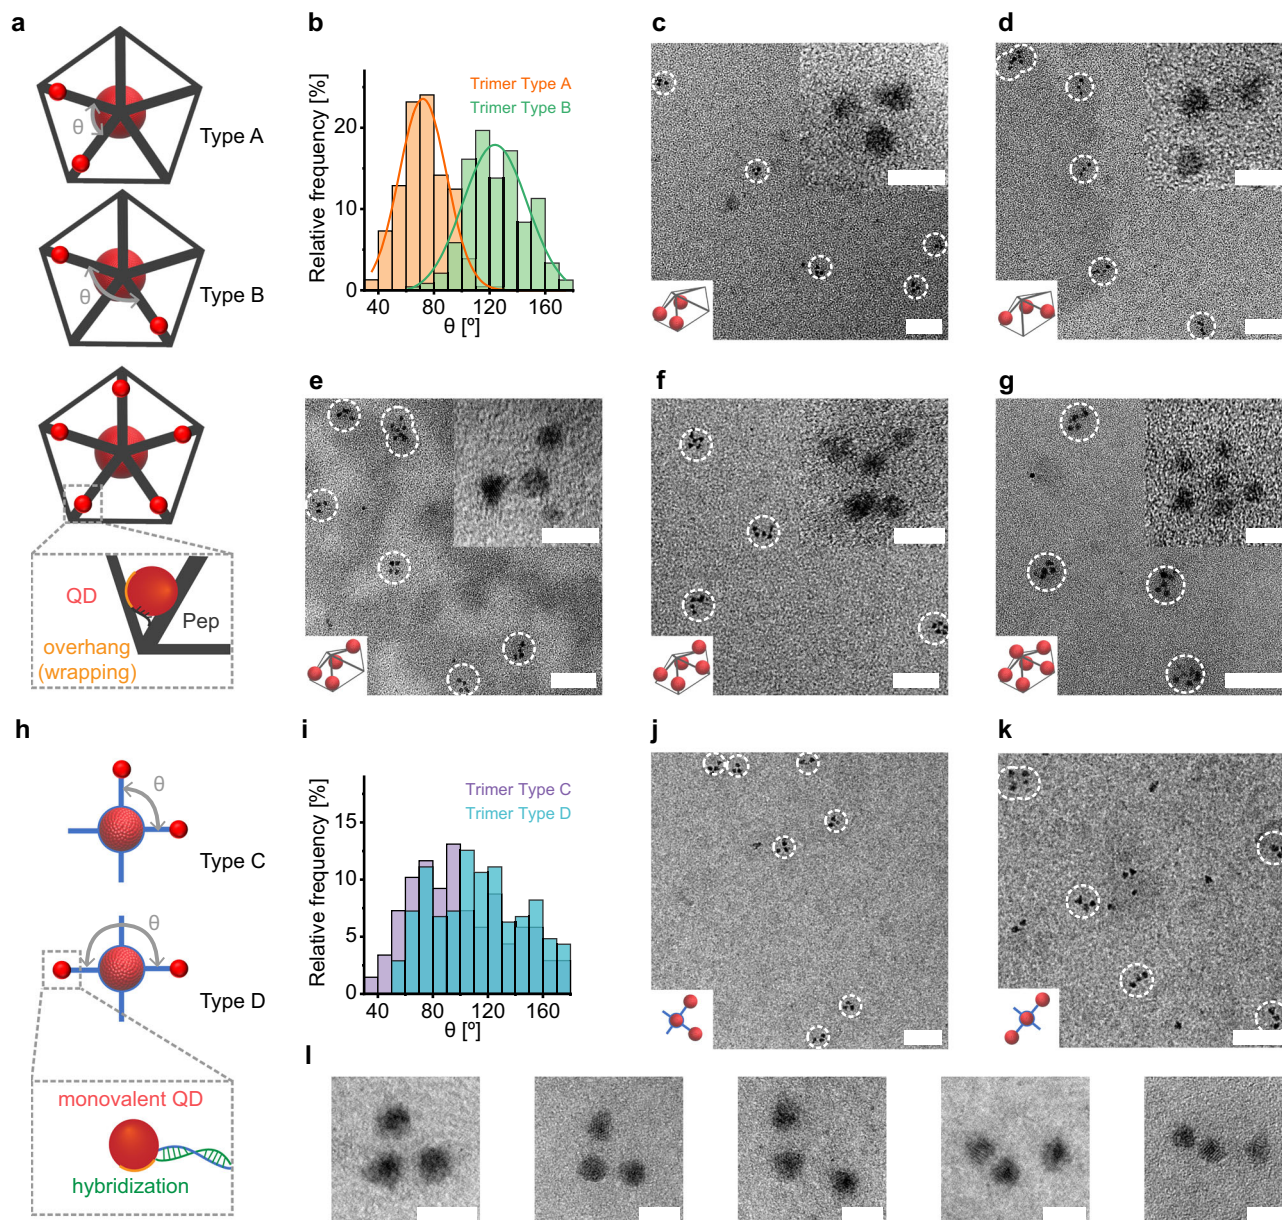 a
Type A
θ
Type B
θ
QD
Pep
overhang
(wrapping)
b
Trimer Type A
Trimer Type B
Relative frequency [%]
20
10
0
40
80
120
160
θ [º]
c
d
e
f
g
h
θ
Type C
θ
Type D
monovalent QD
hybridization
i
Trimer Type C
Trimer Type D
Relative frequency [%]
15
10
5
0
40
80
120
160
θ [º]
j
k
l